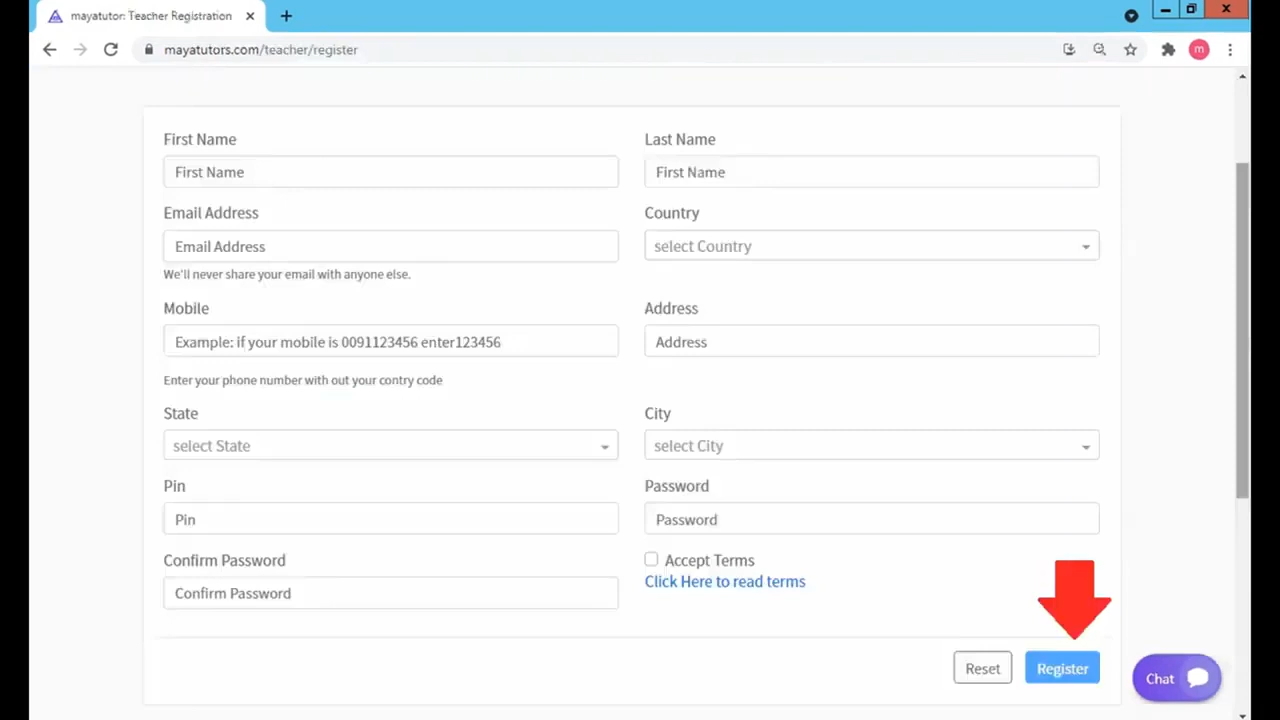 mayatutor: Teacher Registration
mayatutors.com/teacher/register
m
First Name
Last Name
First Name
First Name
Email Address
Country
Email Address
select Country
We'll never share your email with anyone else.
Mobile
Address
Example: if your mobile is 0091123456 enter123456
Address
Enter your phone number with out your contry code
State
City
select State
select City
Pin
Password
Pin
Password
Confirm Password
Accept Terms
Click Here to read terms
Confirm Password
Reset
Register
Chat